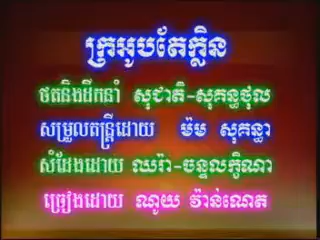 ក្រអូបតែក្លិន
ថតនិងដឹកនាំ សុជាតិ-សុគន្ធថុល
សម្រួលតន្ត្រីដោយ ម៉ម សុគន្ធា
សំដែងដោយ ឈរ៉ា-ចន្ទលក្ខិណា
ច្រៀងដោយ ណូយ វ៉ាន់ណេត